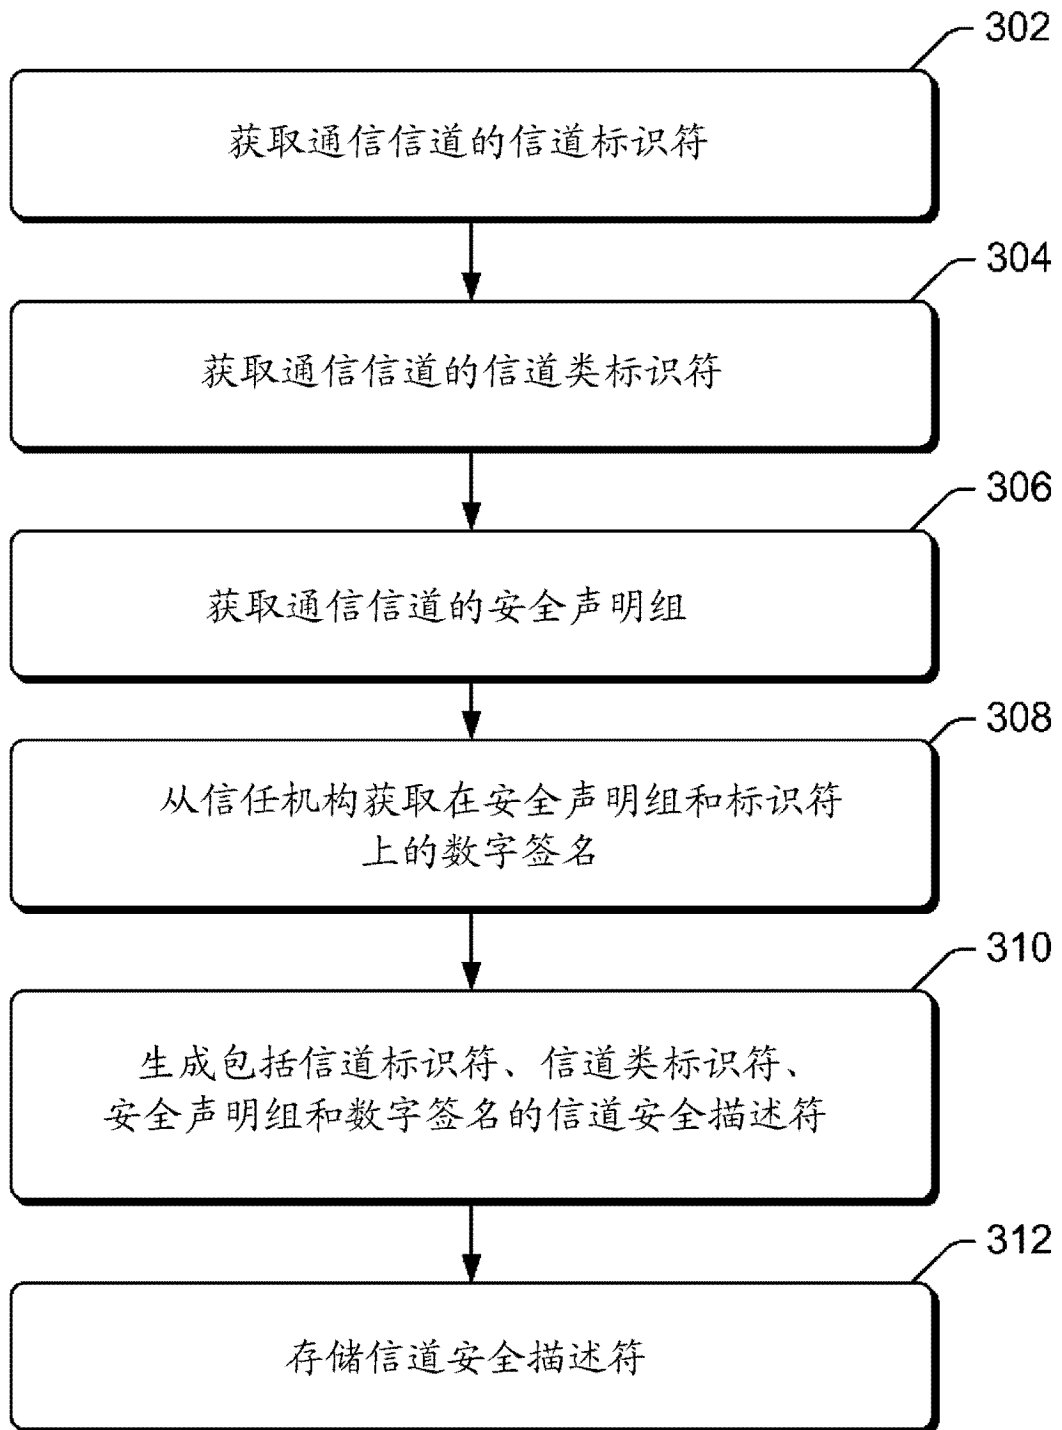 302
获取通信信道的信道标识符
304
获取通信信道的信道类标识符
306
获取通信信道的安全声明组
308
从信任机构获取在安全声明组和标识符
上的数字签名
310
生成包括信道标识符、信道类标识符、
安全声明组和数字签名的信道安全描述符
312
存储信道安全描述符